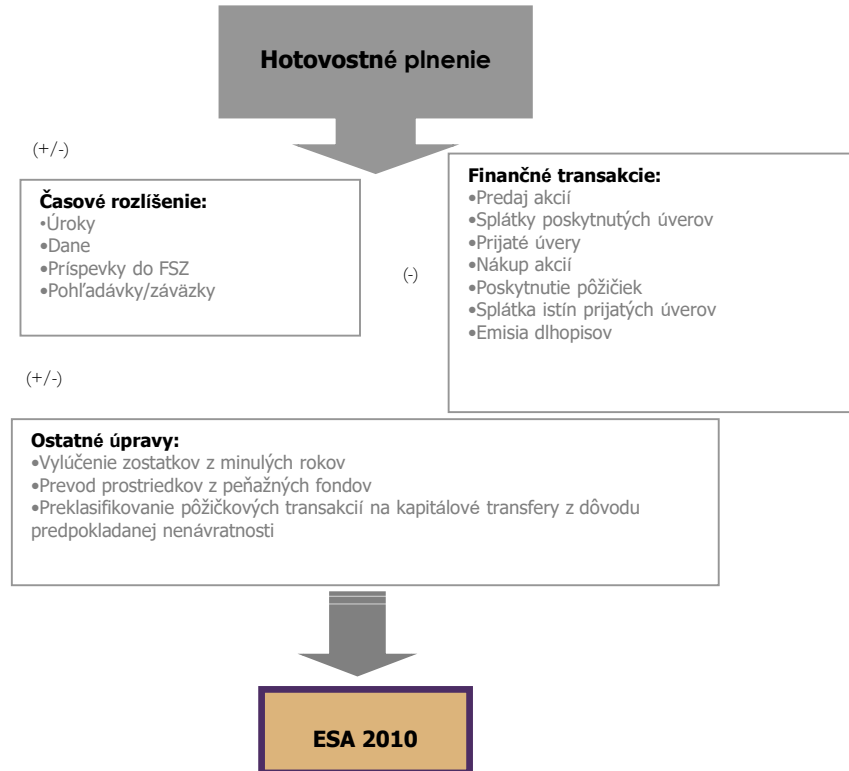 Hotovostné plnenie
(+/-)
Časové rozlíšenie:
•Úroky
•Dane
•Príspevky do FSZ
•Pohľadávky/záväzky
(-)
Finančné transakcie:
•Predaj akcií
•Splátky poskytnutých úverov
•Prijaté úvery
•Nákup akcií
•Poskytnutie pôžičiek
•Splátka istín prijatých úverov
•Emisia dlhopisov
(+/-)
Ostatné úpravy:
•Vylúčenie zostatkov z minulých rokov
•Prevod prostriedkov z peňažných fondov
•Preklasifikovanie pôžičkových transakcií na kapitálové transfery z dôvodu
predpokladanej nenávratnosti
ESA 2010